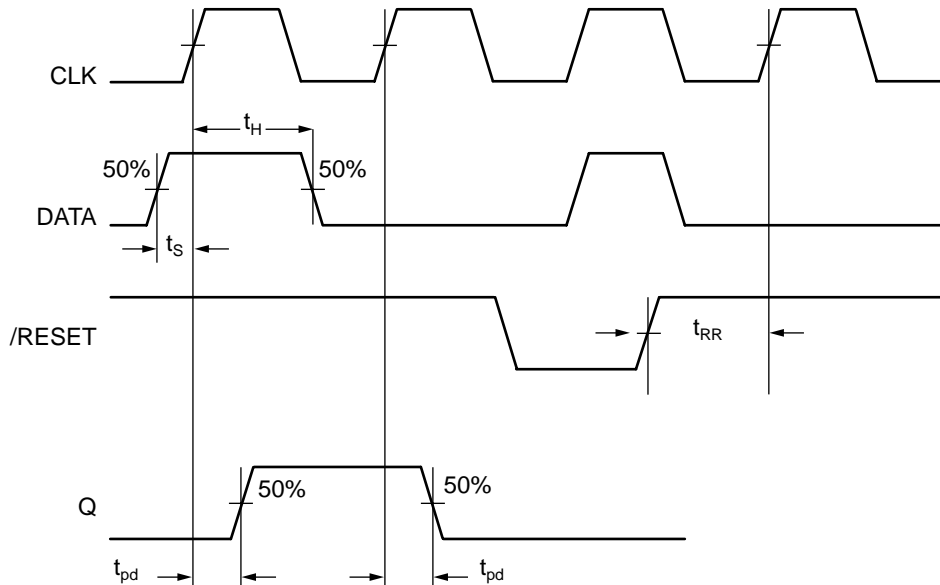 CLK
t_H
50% 50%
DATA
t_S
/RESET
t_RR
50% 50%
Q
t_pd t_pd